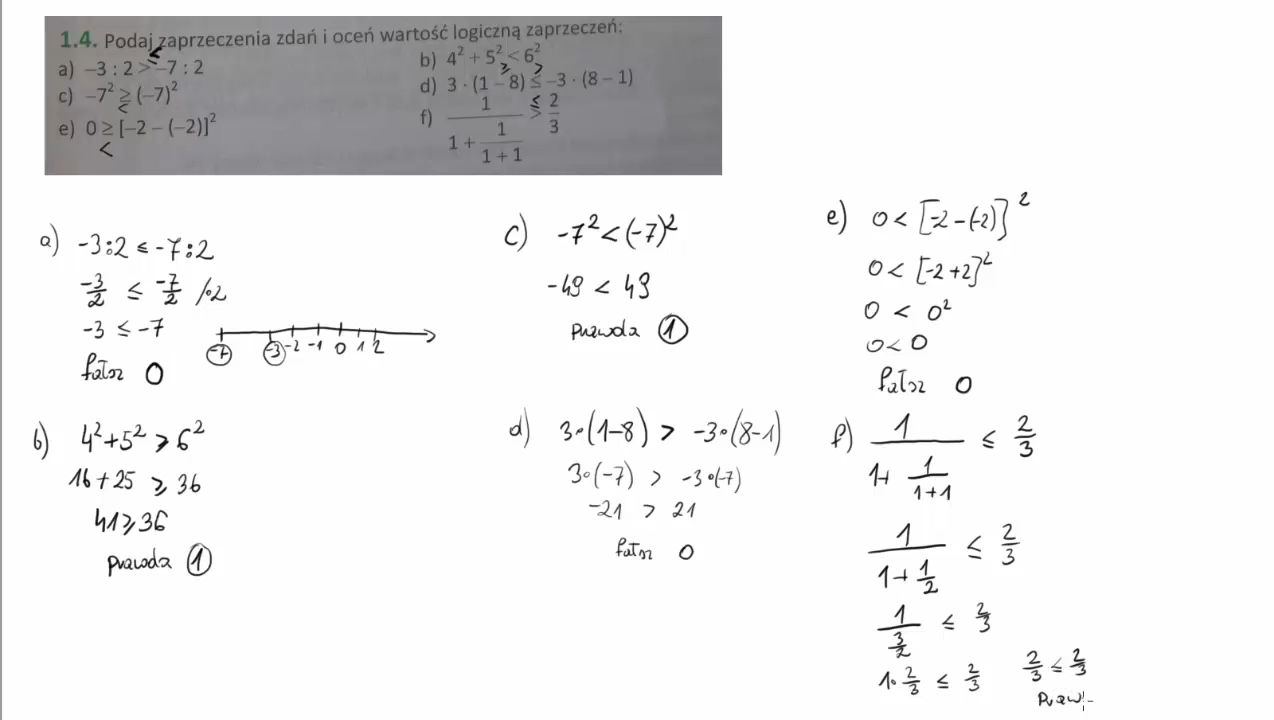 1.4. Podaj zaprzeczenia zdań i oceń wartość logiczną zaprzeczeń:
a) –3 : 2 > –7 : 2
≤
b) 4² + 5² < 6²
≥
c) –7² ≥ (–7)²
<
d) 3 · (1 – 8) ≤ –3 · (8 – 1)
>
e) 0 ≥ [–2 – (–2)]²
<
f) 1/(1 + 1/(1 + 1)) > 2/3
≤
a) -3:2 ≤ -7:2
-3/2 ≤ -7/2 /·2
-3 ≤ -7
-7 -3 -2 -1 0 1 2
fałsz 0
b) 4²+5² ≥ 6²
16+25 ≥ 36
41 ≥ 36
prawda 1
c) -7² < (-7)²
-49 < 49
prawda 1
d) 3·(1-8) > -3·(8-1)
3·(-7) > -3·(-7)
-21 > 21
fałsz 0
e) 0 < [-2-(-2)]²
0 < [-2+2]²
0 < 0²
0 < 0
fałsz 0
f) 1/(1+ 1/(1+1)) ≤ 2/3
1/(1+ 1/2) ≤ 2/3
1/(3/2) ≤ 2/3
1· 2/3 ≤ 2/3
2/3 ≤ 2/3
praw